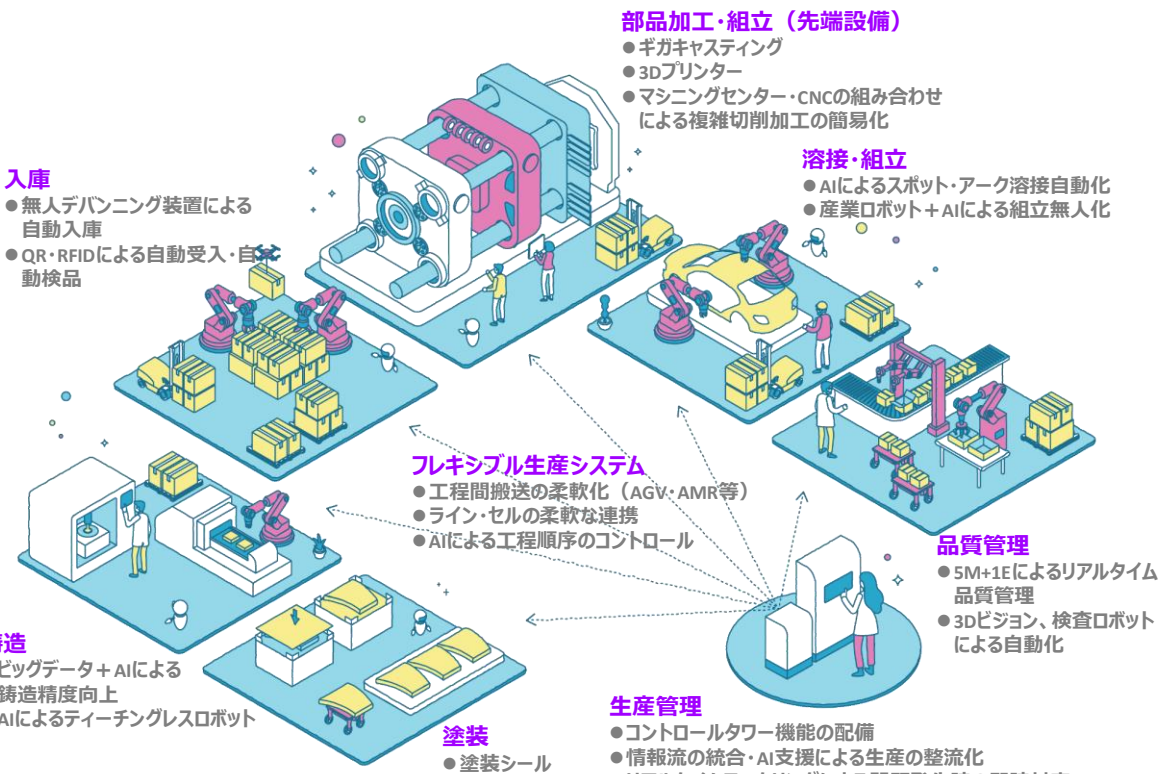 部品加工・組立（先端設備）
●ギガキャスティング
●3Dプリンター
●マシニングセンター・CNCの組み合わせ
による複雑切削加工の簡易化
溶接・組立
●AIによるスポット・アーク溶接自動化
●産業ロボット＋AIによる組立無人化
入庫
●無人デバンニング装置による
自動入庫
●QR・RFIDによる自動受入・自
動検品
フレキシブル生産システム
●工程間搬送の柔軟化（AGV・AMR等）
●ライン・セルの柔軟な連携
●AIによる工程順序のコントロール
品質管理
●5M+1Eによるリアルタイム
品質管理
●3Dビジョン、検査ロボット
による自動化
鋳造
ビッグデータ＋AIによる
鋳造精度向上
AIによるティーチングレスロボット
塗装
●塗装シール
生産管理
●コントロールタワー機能の配備
●情報流の統合・AI支援による生産の整流化